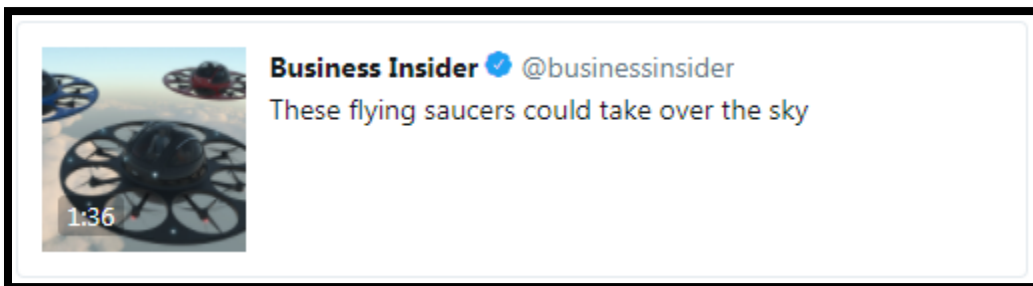 Business Insider @businessinsider
These flying saucers could take over the sky
1:36